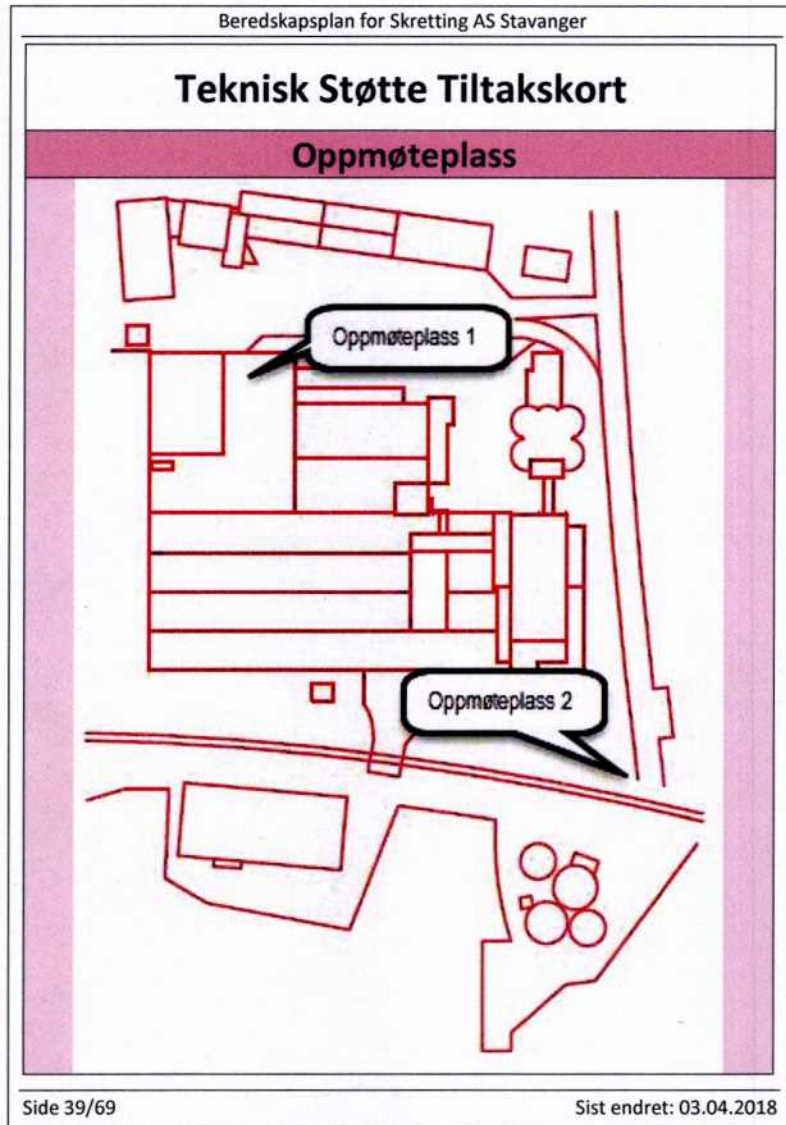 Beredskapsplan for Skretting AS Stavanger
Teknisk Støtte Tiltakskort
Oppmøteplass
Oppmøteplass 1
Oppmøteplass 2
Side 39/69
Sist endret: 03.04.2018